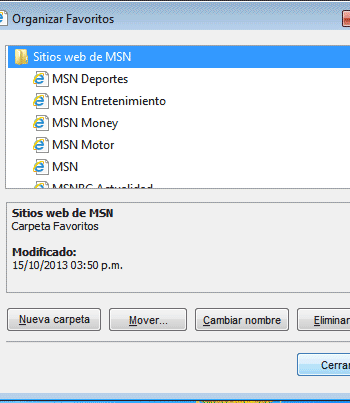 Organizar Favoritos
Sitios web de MSN
MSN Deportes
MSN Entretenimiento
MSN Money
MSN Motor
MSN
MSNBC Actualidad
Sitios web de MSN
Carpeta Favoritos
Modificado:
15/10/2013 03:50 p.m.
Nueva carpeta Mover... Cambiar nombre Eliminar
Cerrar